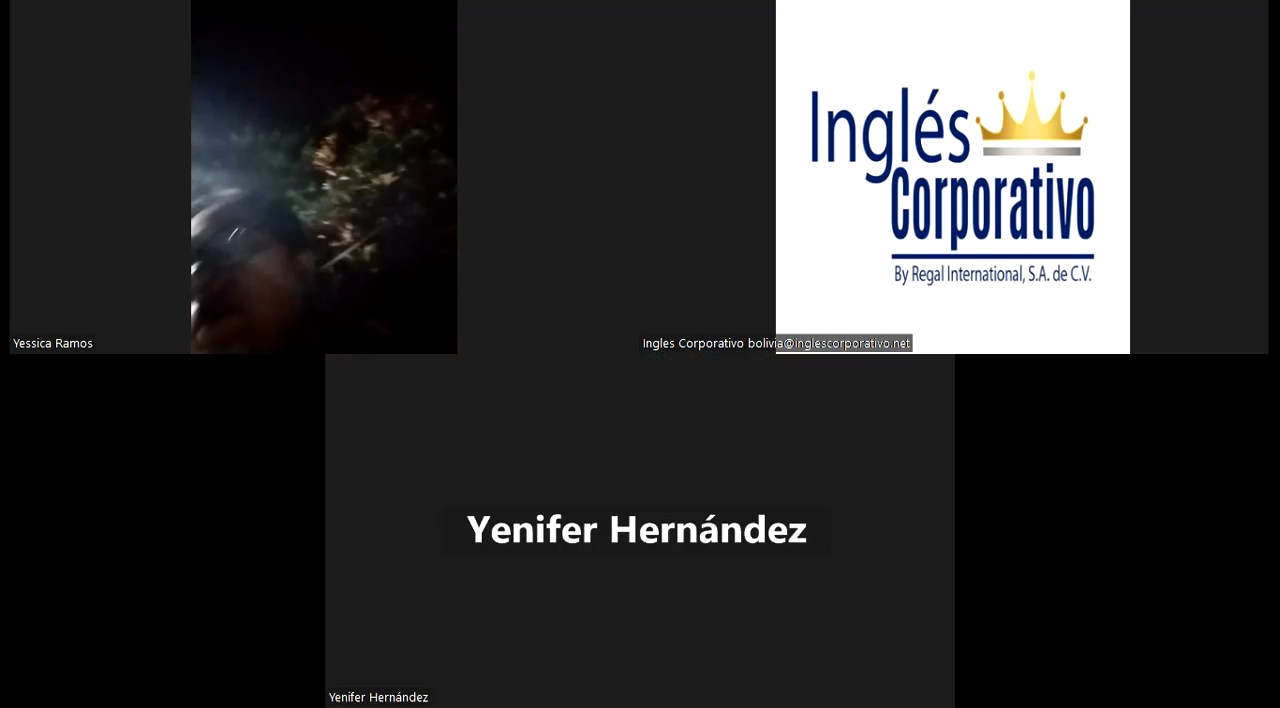 Inglés
Corporativo
By Regal International, S.A. de C.V.
Yessica Ramos
Ingles Corporativo bolivia@inglescorporativo.net
Yenifer Hernández
Yenifer Hernández